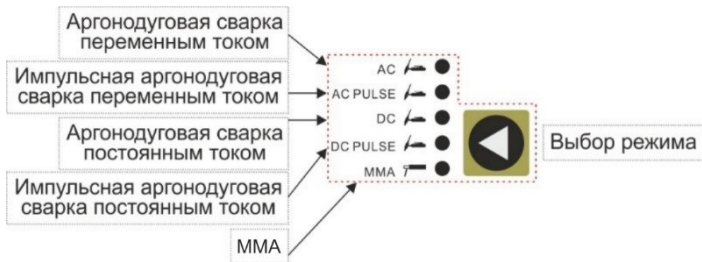 Аргонодуговая сварка
переменным током
Импульсная аргонодуговая
сварка переменным током
Аргонодуговая сварка
постоянным током
Импульсная аргонодуговая
сварка постоянным током
MMA
AC
AC PULSE
DC
DC PULSE
MMA
Выбор режима